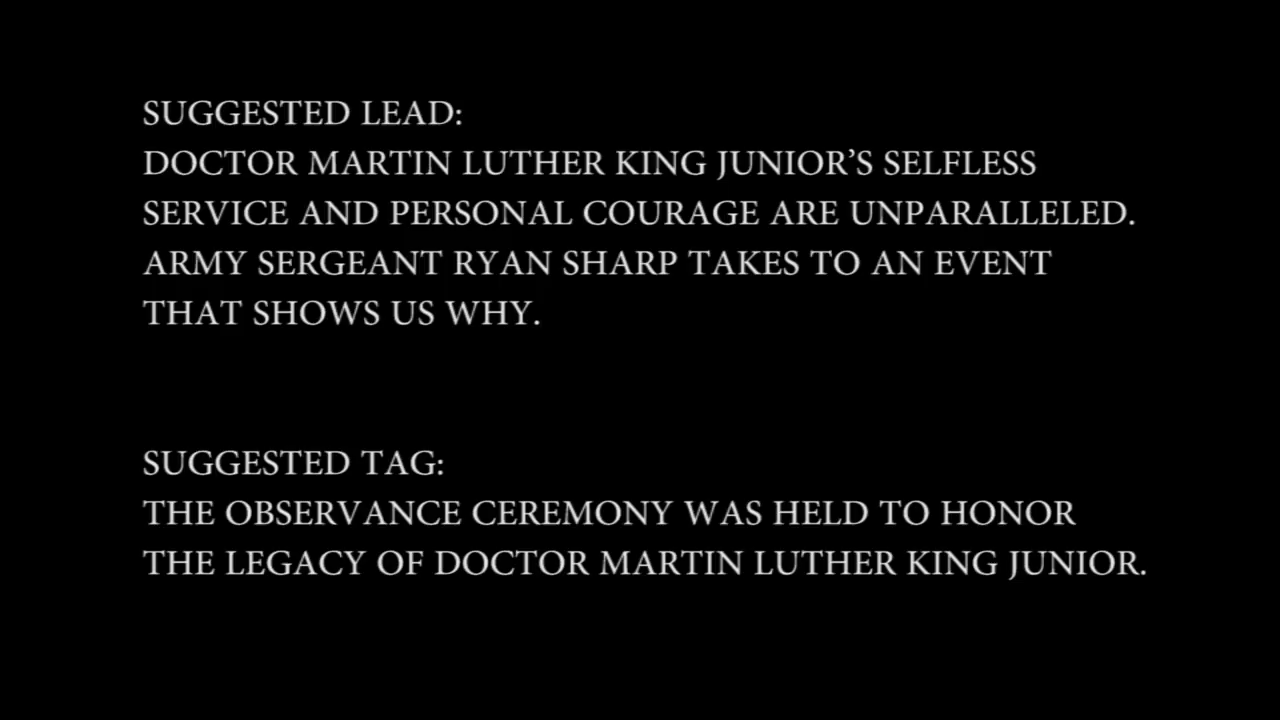 SUGGESTED LEAD:
DOCTOR MARTIN LUTHER KING JUNIOR’S SELFLESS
SERVICE AND PERSONAL COURAGE ARE UNPARALLELED.
ARMY SERGEANT RYAN SHARP TAKES TO AN EVENT
THAT SHOWS US WHY.
SUGGESTED TAG:
THE OBSERVANCE CEREMONY WAS HELD TO HONOR
THE LEGACY OF DOCTOR MARTIN LUTHER KING JUNIOR.